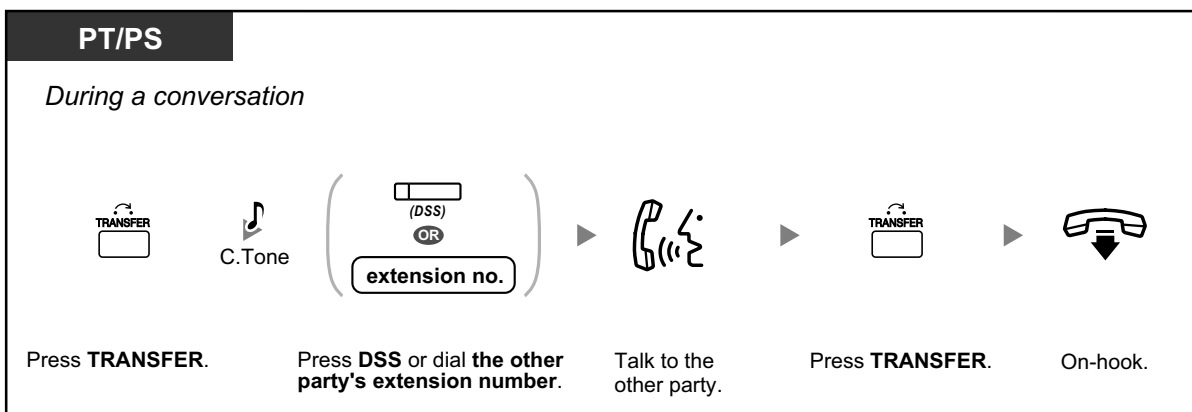 PT/PS
During a conversation
TRANSFER
C.Tone
(DSS)
OR
extension no.
TRANSFER
Press TRANSFER.
Press DSS or dial the other
party's extension number.
Talk to the
other party.
Press TRANSFER.
On-hook.